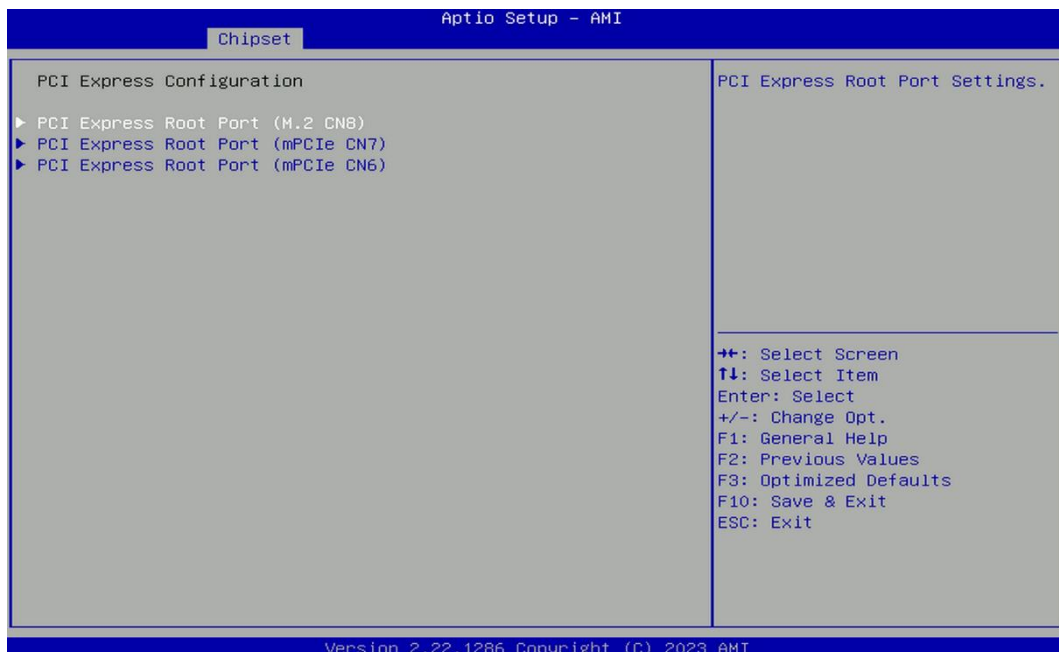 Aptio Setup - AMI
Chipset
PCI Express Configuration
PCI Express Root Port (M.2 CN8)
PCI Express Root Port (mPCIe CN7)
PCI Express Root Port (mPCIe CN6)
PCI Express Root Port Settings.
→←: Select Screen
↑↓: Select Item
Enter: Select
+/-: Change Opt.
F1: General Help
F2: Previous Values
F3: Optimized Defaults
F10: Save & Exit
ESC: Exit
Version 2.22.1286 Copyright (C) 2023 AMI